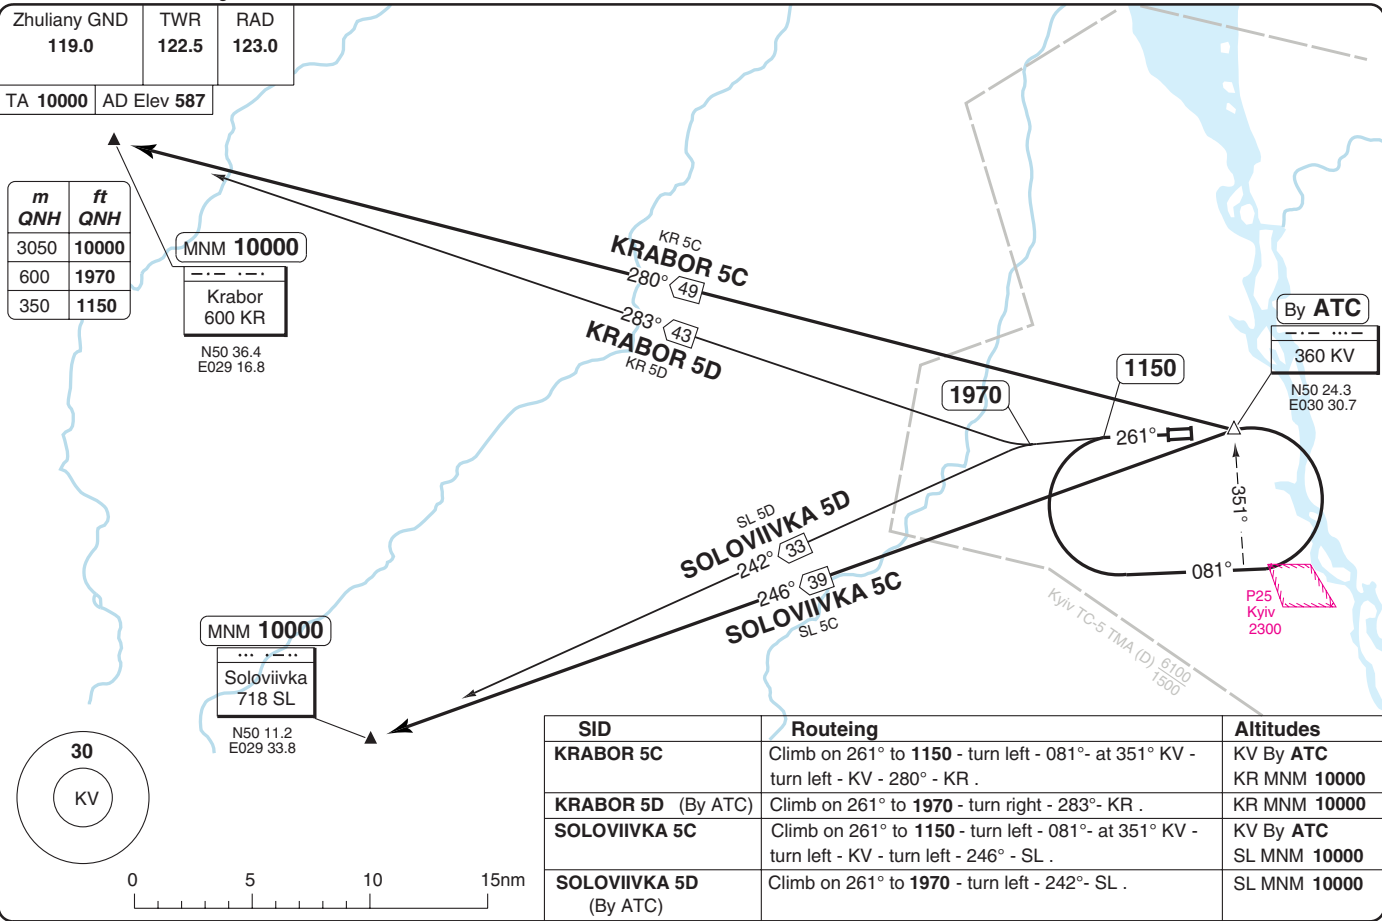 Zhuliany GND TWR RAD
119.0 122.5 123.0
TA 10000 AD Elev 587
m ft
QNH QNH
3050 10000
600 1970
350 1150
MNM 10000
Krabor
600 KR
N50 36.4
E029 16.8
KR 5C
KRABOR 5C
280° 49
283° 43
KRABOR 5D
KR 5D
By ATC
360 KV
N50 24.3
E030 30.7
1150
1970
261°
351°
081°
P25
Kyiv
2300
Kyiv TC-5 TMA (D) 6100
1500
SL 5D
SOLOVIIVKA 5D
242° 33
246° 39
SOLOVIIVKA 5C
SL 5C
MNM 10000
Soloviivka
718 SL
N50 11.2
E029 33.8
30
KV
0 5 10 15nm
SID Routeing Altitudes
KRABOR 5C Climb on 261° to 1150 - turn left - 081°- at 351° KV - KV By ATC
turn left - KV - 280° - KR . KR MNM 10000
KRABOR 5D (By ATC) Climb on 261° to 1970 - turn right - 283°- KR . KR MNM 10000
SOLOVIIVKA 5C Climb on 261° to 1150 - turn left - 081°- at 351° KV - KV By ATC
turn left - KV - turn left - 246° - SL . SL MNM 10000
SOLOVIIVKA 5D Climb on 261° to 1970 - turn left - 242°- SL . SL MNM 10000
(By ATC)